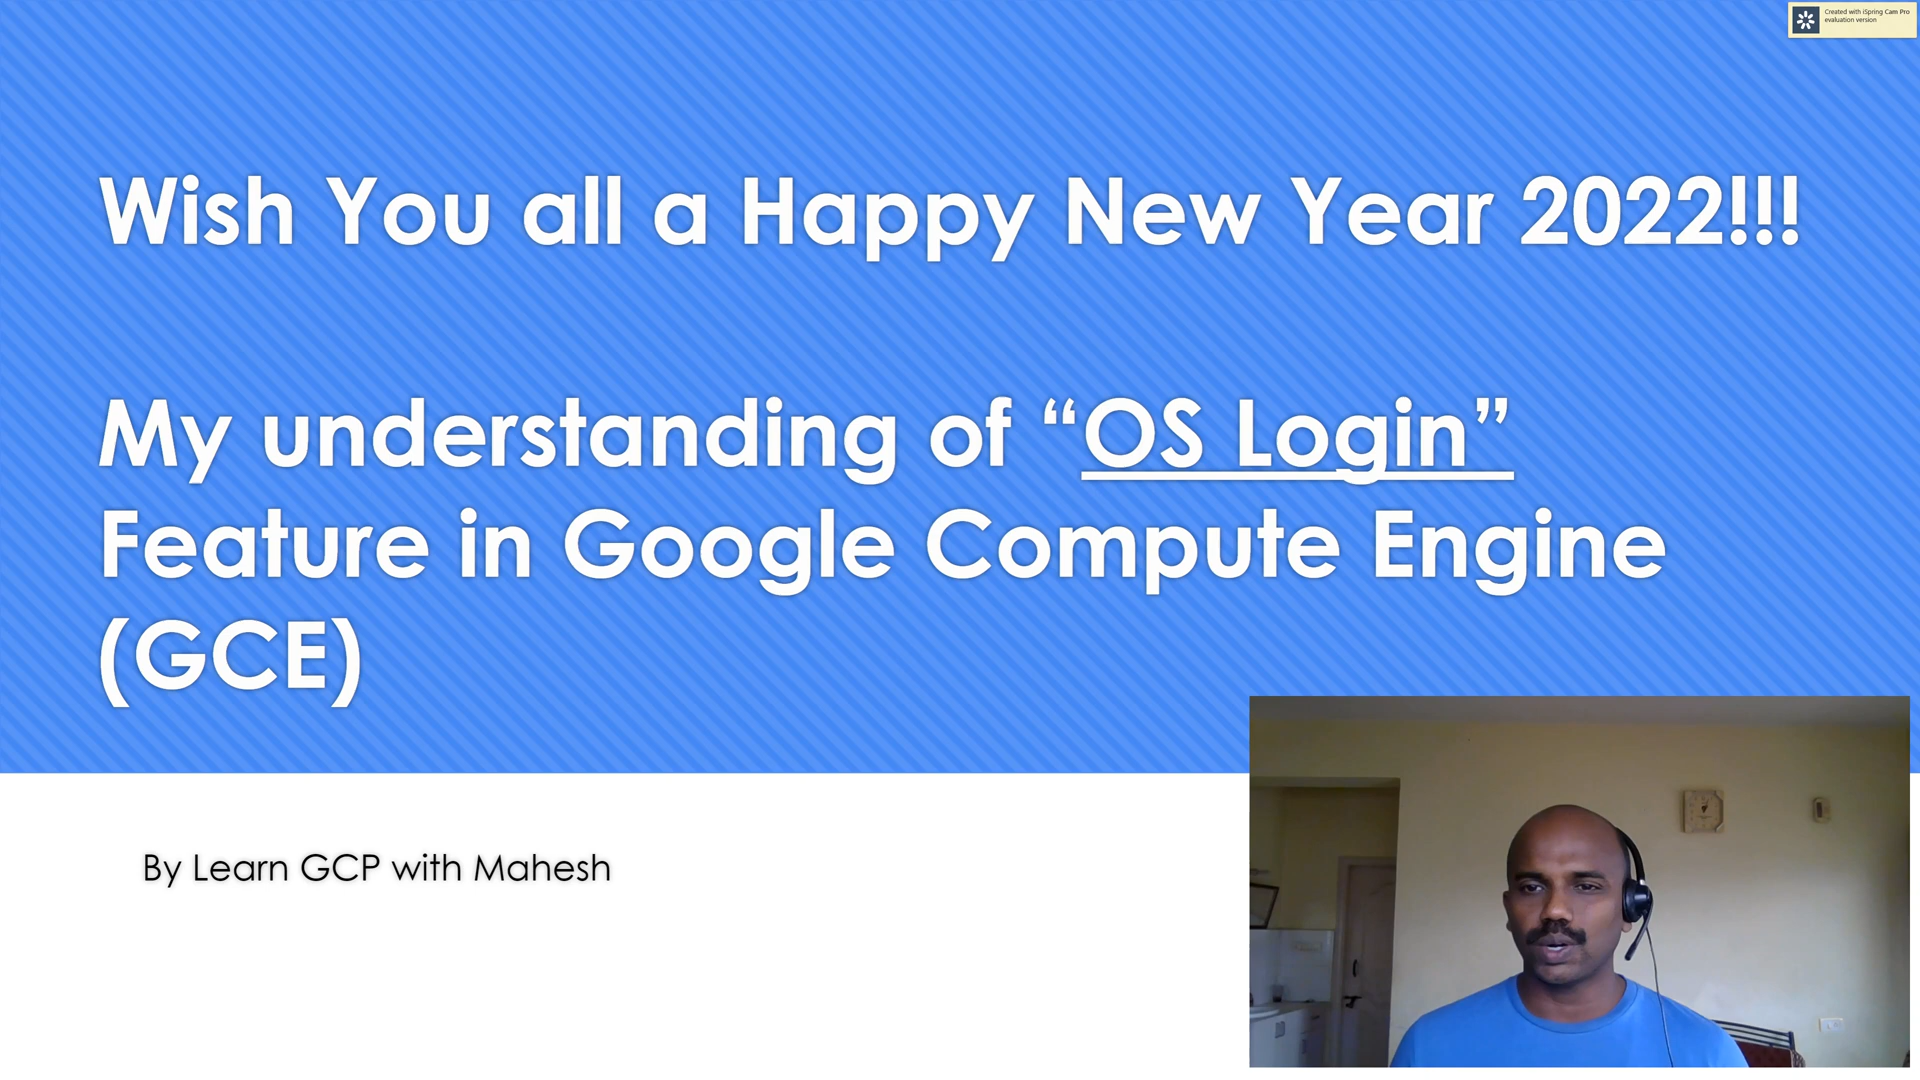 Created with iSpring Cam Pro
evaluation version
Wish You all a Happy New Year 2022!!!
My understanding of “OS Login”
Feature in Google Compute Engine
(GCE)
By Learn GCP with Mahesh